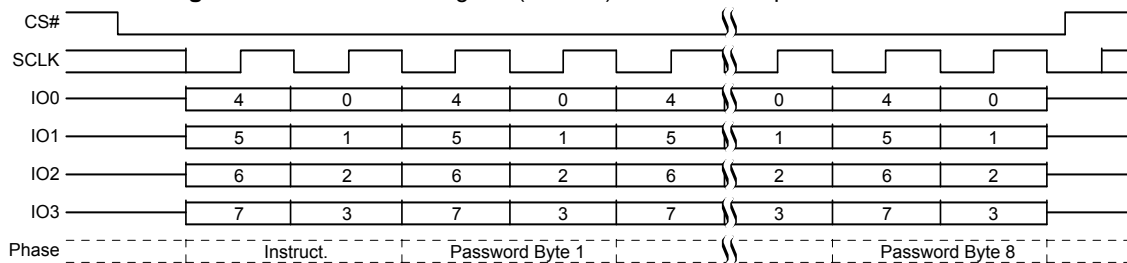 CS#
SCLK
IO0 4 0 4 0 4 0 4 0
IO1 5 1 5 1 5 1 5 1
IO2 6 2 6 2 6 2 6 2
IO3 7 3 7 3 7 3 7 3
Phase Instruct. Password Byte 1 Password Byte 8